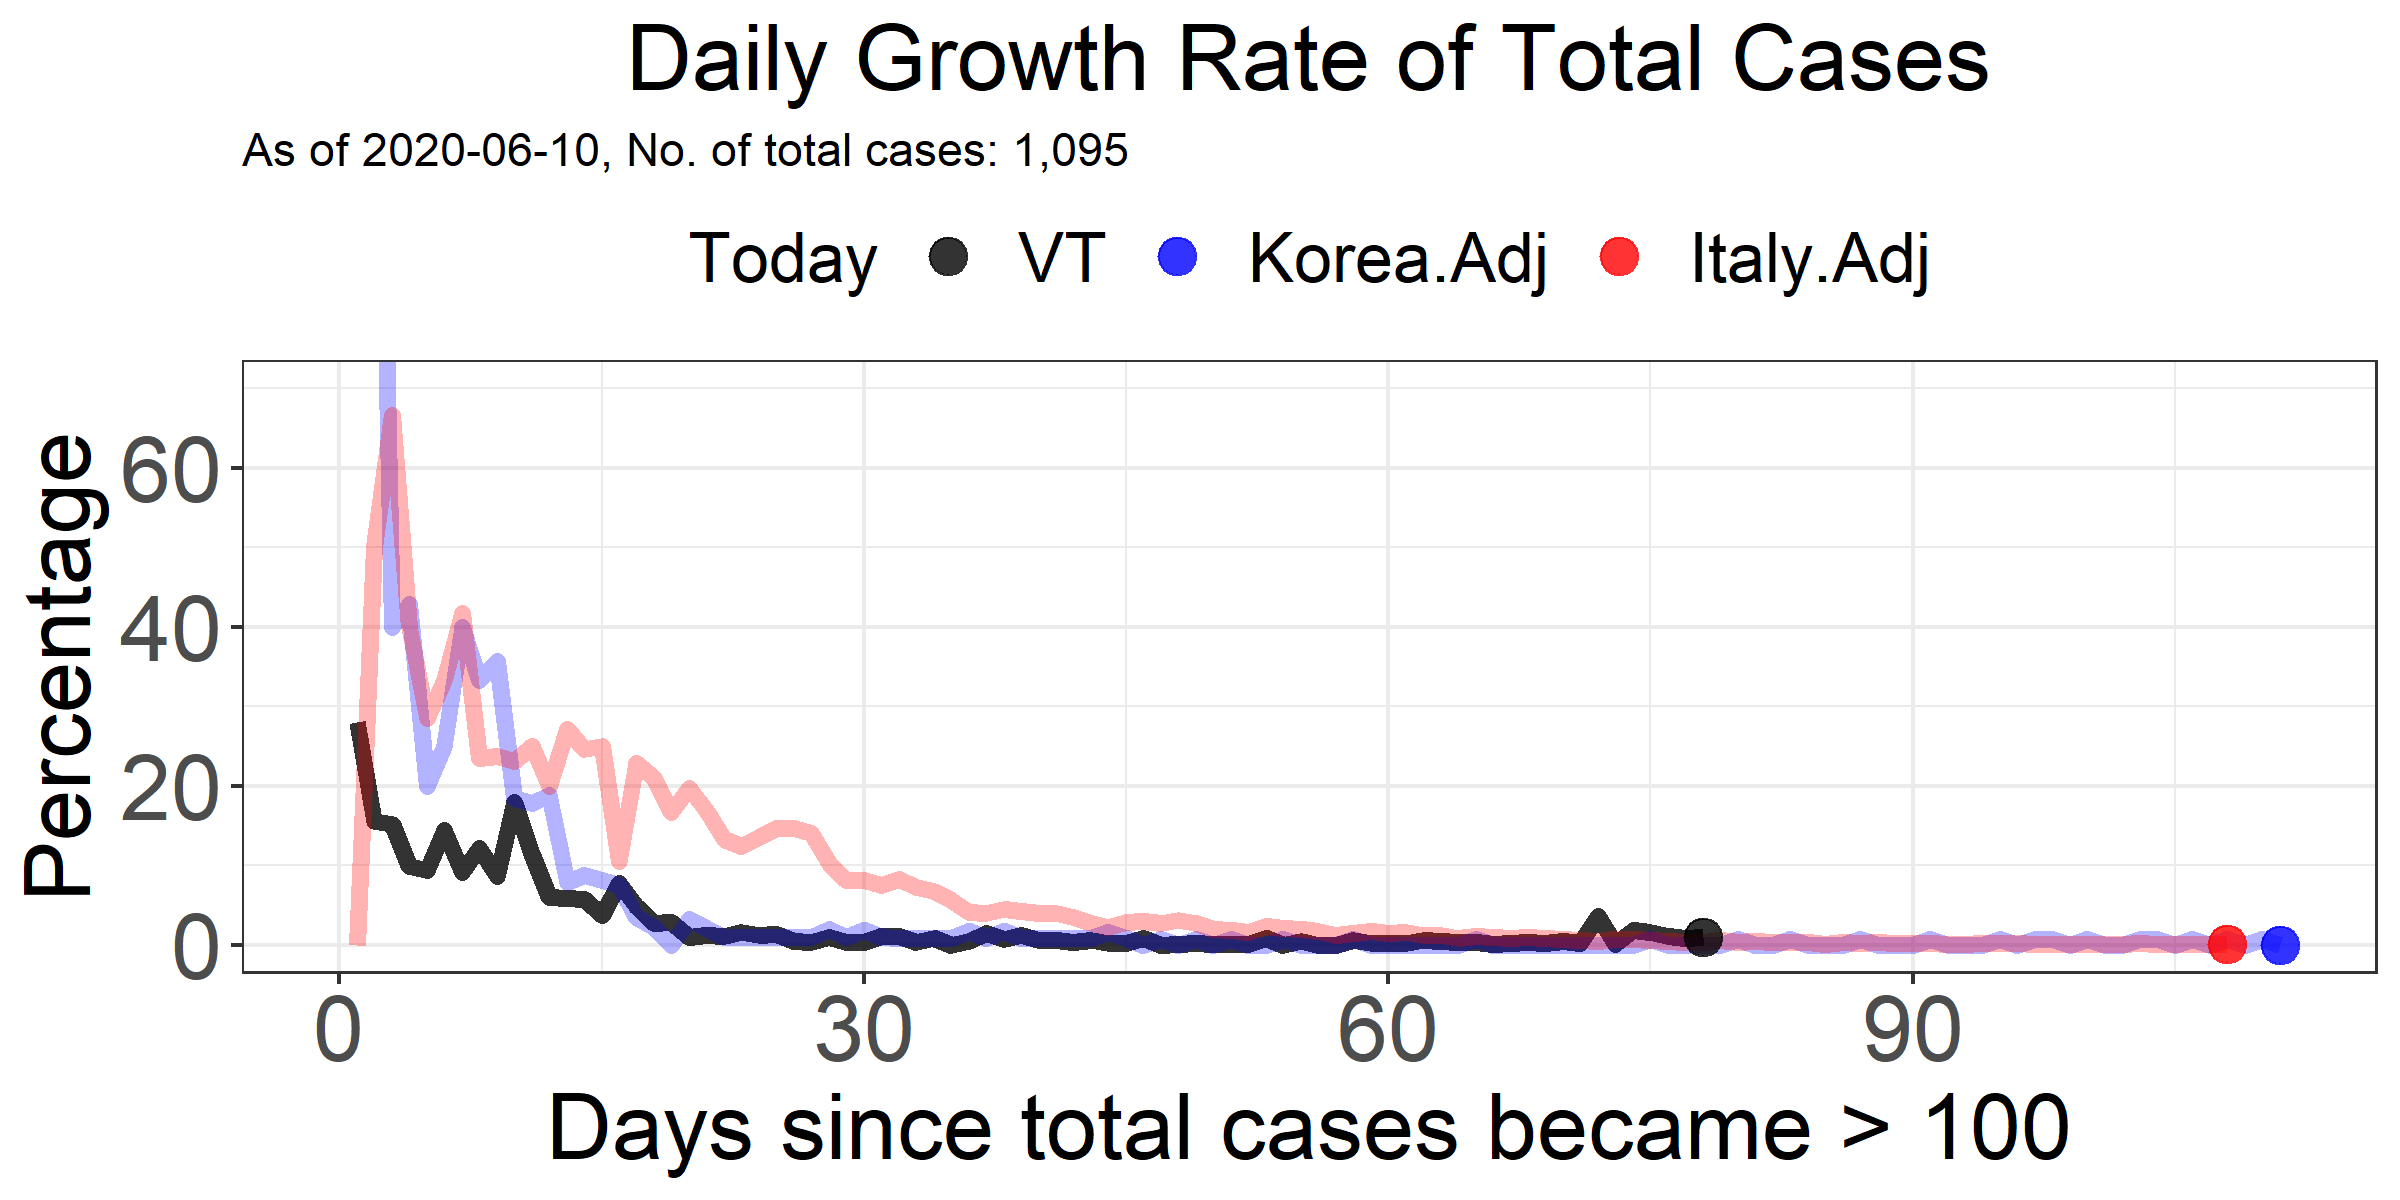 Daily Growth Rate of Total Cases
As of 2020-06-10, No. of total cases: 1,095
Today VT Korea.Adj Italy.Adj
Percentage
60
40
20
0
0 30 60 90
Days since total cases became > 100